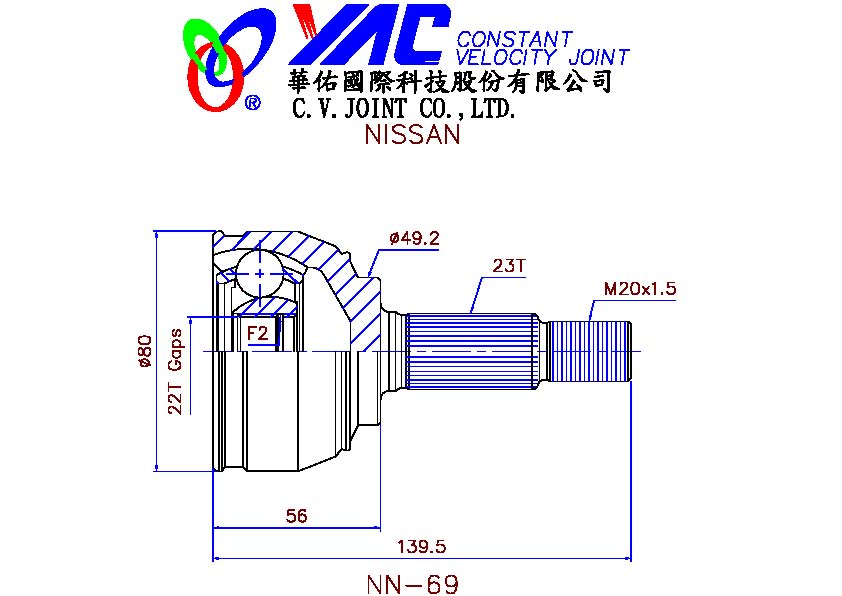 YAC CONSTANT
VELOCITY JOINT
華佑國際科技股份有限公司
®
C.V.JOINT CO.,LTD.
NISSAN
ø49.2
23T
M20x1.5
F2
ø80
22T Gaps
56
139.5
NN-69